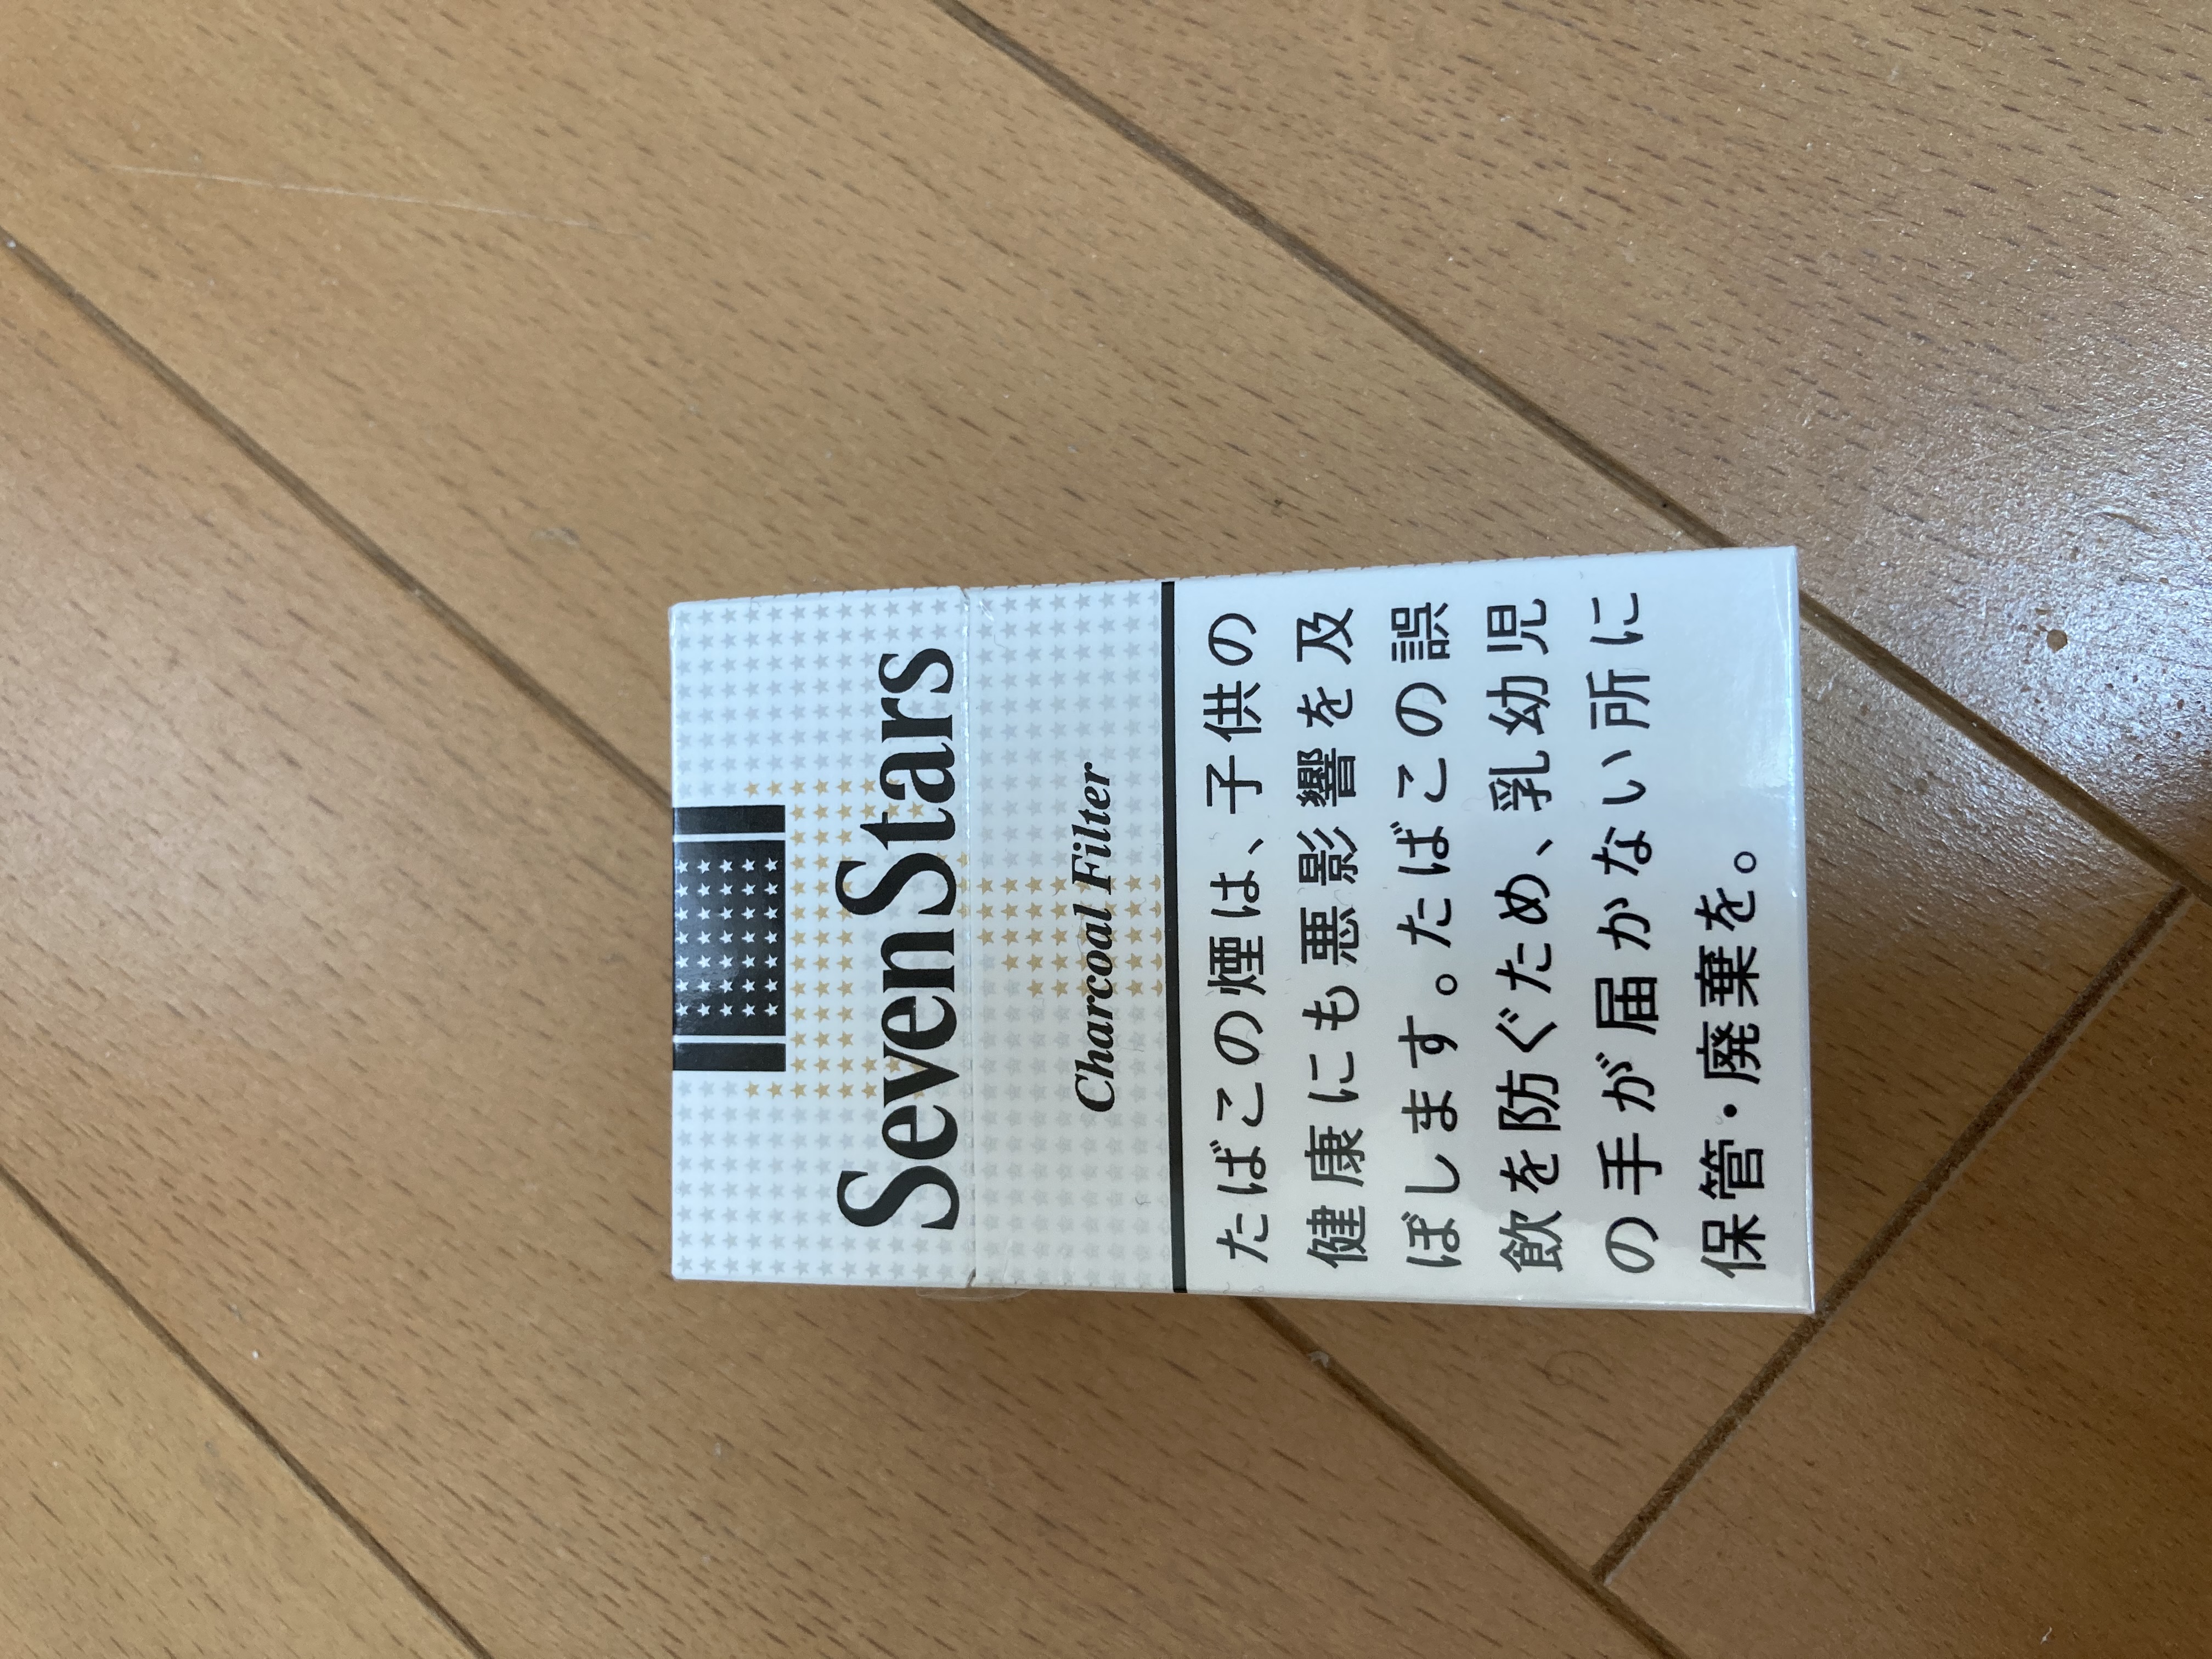 Seven Stars
Charcoal Filter
たばこの煙は、子供の
健康にも悪影響を及
ぼします。たばこの誤
飲を防ぐため、乳幼児
の手が届かない所に
保管・廃棄を。